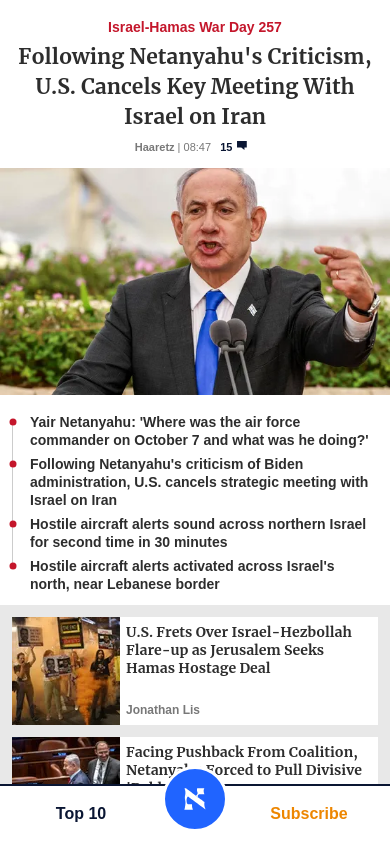 Israel-Hamas War Day 257
Following Netanyahu's Criticism,
U.S. Cancels Key Meeting With
Israel on Iran
Haaretz | 08:47 15
Yair Netanyahu: 'Where was the air force
commander on October 7 and what was he doing?'
Following Netanyahu's criticism of Biden
administration, U.S. cancels strategic meeting with
Israel on Iran
Hostile aircraft alerts sound across northern Israel
for second time in 30 minutes
Hostile aircraft alerts activated across Israel's
north, near Lebanese border
U.S. Frets Over Israel-Hezbollah
Flare-up as Jerusalem Seeks
Hamas Hostage Deal
Jonathan Lis
Facing Pushback From Coalition,
Forced to Pull Divisive
Top 10
Subscribe